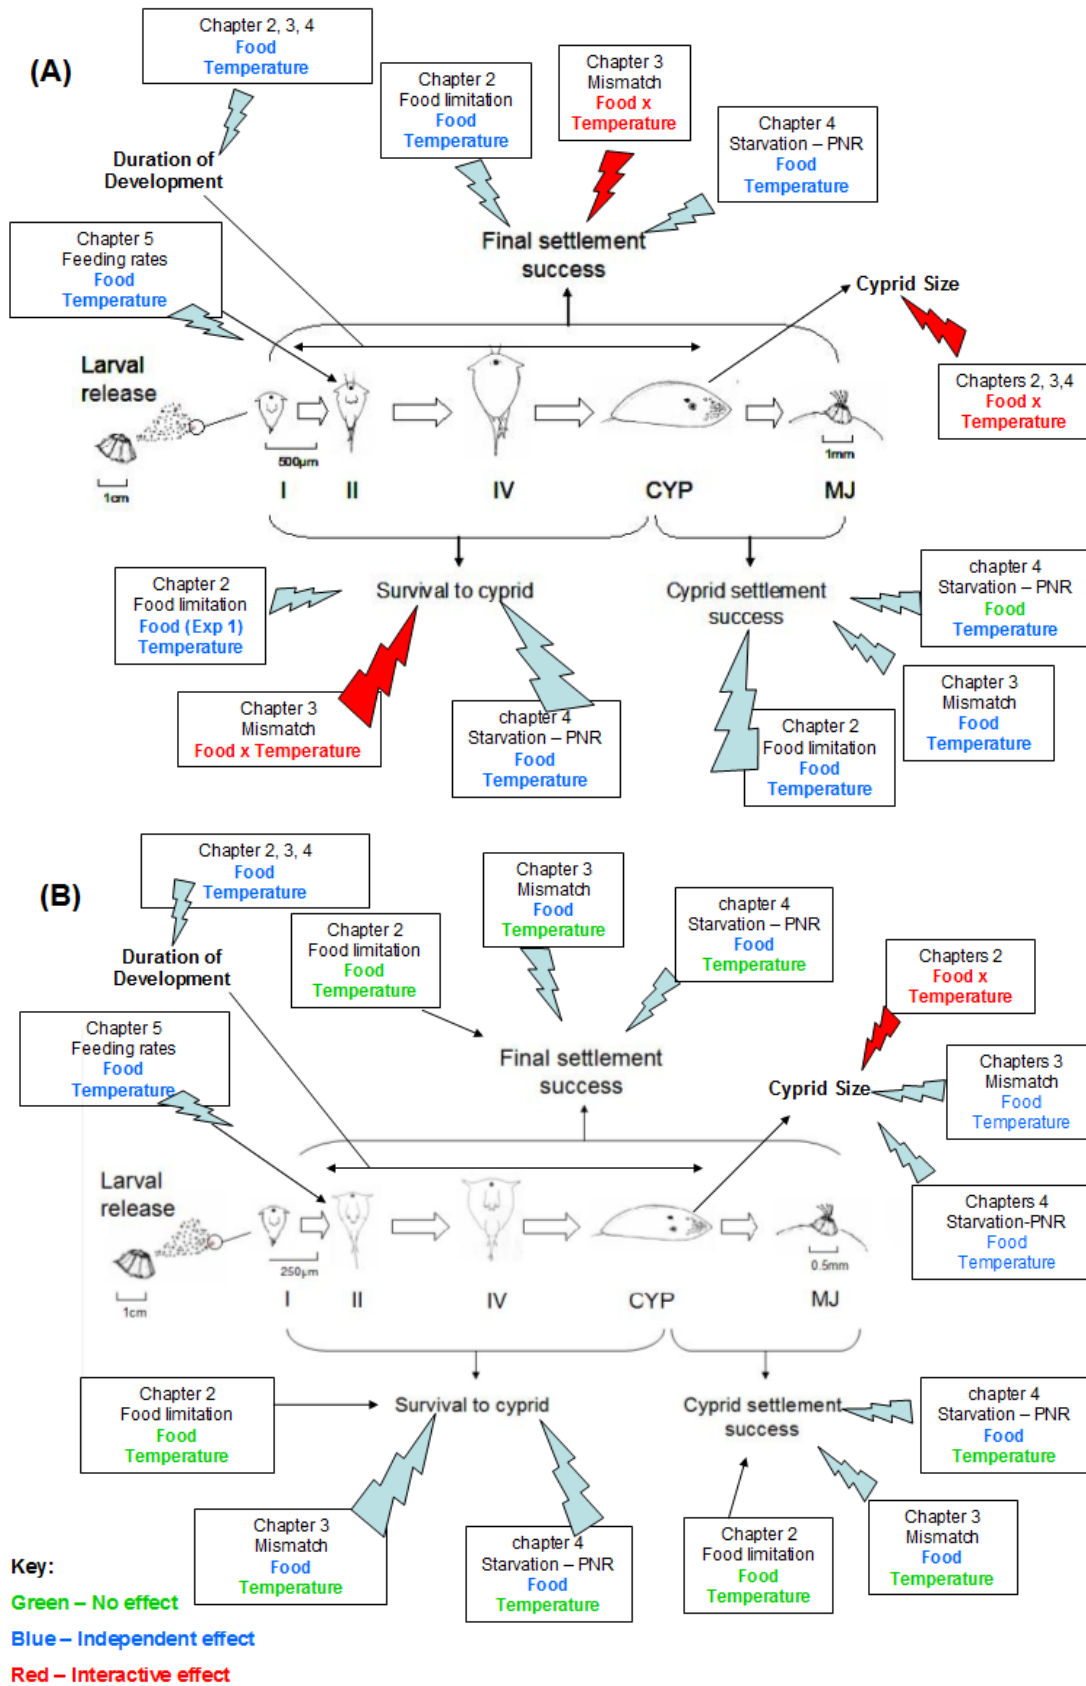 (A)
Chapter 2, 3, 4
Food
Temperature
Chapter 2
Food limitation
Food
Temperature
Chapter 3
Mismatch
Food x
Temperature
Chapter 4
Starvation – PNR
Food
Temperature
Duration of
Development
Chapter 5
Feeding rates
Food
Temperature
Final settlement
success
Cyprid Size
Chapters 2, 3,4
Food x
Temperature
Larval
release
1cm
500µm
1mm
I
II
IV
CYP
MJ
Survival to cyprid
Cyprid settlement
success
Chapter 2
Food limitation
Food (Exp 1)
Temperature
Chapter 3
Mismatch
Food x Temperature
chapter 4
Starvation – PNR
Food
Temperature
Chapter 2
Food limitation
Food
Temperature
chapter 4
Starvation – PNR
Food
Temperature
Chapter 3
Mismatch
Food
Temperature
(B)
Chapter 2, 3, 4
Food
Temperature
Duration of
Development
Chapter 2
Food limitation
Food
Temperature
Chapter 3
Mismatch
Food
Temperature
chapter 4
Starvation – PNR
Food
Temperature
Chapters 2
Food x
Temperature
Chapter 5
Feeding rates
Food
Temperature
Final settlement
success
Cyprid Size
Chapters 3
Mismatch
Food
Temperature
Chapters 4
Starvation-PNR
Food
Temperature
Larval
release
1cm
250µm
0.5mm
I
II
IV
CYP
MJ
Survival to cyprid
Cyprid settlement
success
Chapter 2
Food limitation
Food
Temperature
Chapter 3
Mismatch
Food
Temperature
chapter 4
Starvation – PNR
Food
Temperature
Chapter 2
Food limitation
Food
Temperature
chapter 4
Starvation – PNR
Food
Temperature
Chapter 3
Mismatch
Food
Temperature
Key:
Green – No effect
Blue – Independent effect
Red – Interactive effect